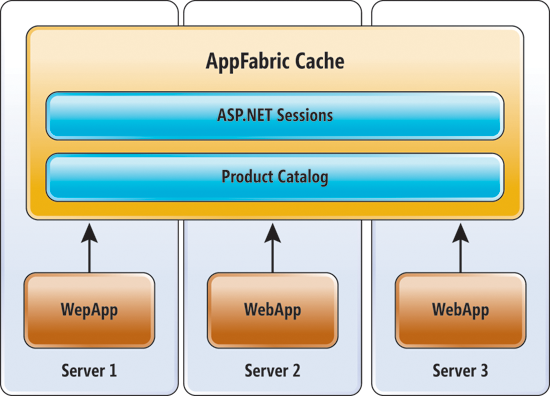 AppFabric Cache
ASP.NET Sessions
Product Catalog
WepApp
WebApp
WebApp
Server 1
Server 2
Server 3